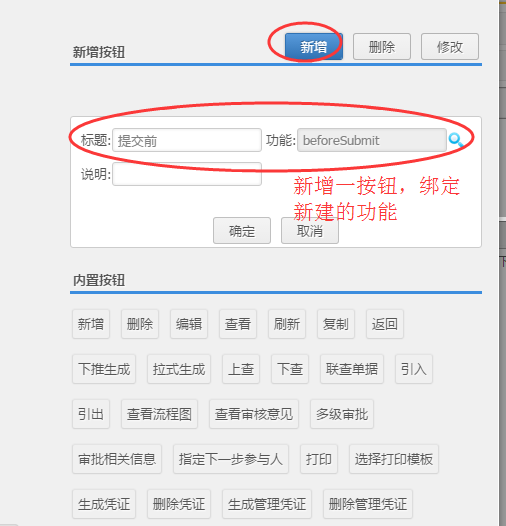 新增按钮 新增 删除 修改
标题: 提交前 功能: beforeSubmit
说明:
新增一按钮，绑定
新建的功能
确定 取消
内置按钮
新增 删除 编辑 查看 刷新 复制 返回
下推生成 拉式生成 上查 下查 联查单据 引入
引出 查看流程图 查看审核意见 多级审批
审批相关信息 指定下一步参与人 打印 选择打印模板
生成凭证 删除凭证 生成管理凭证 删除管理凭证